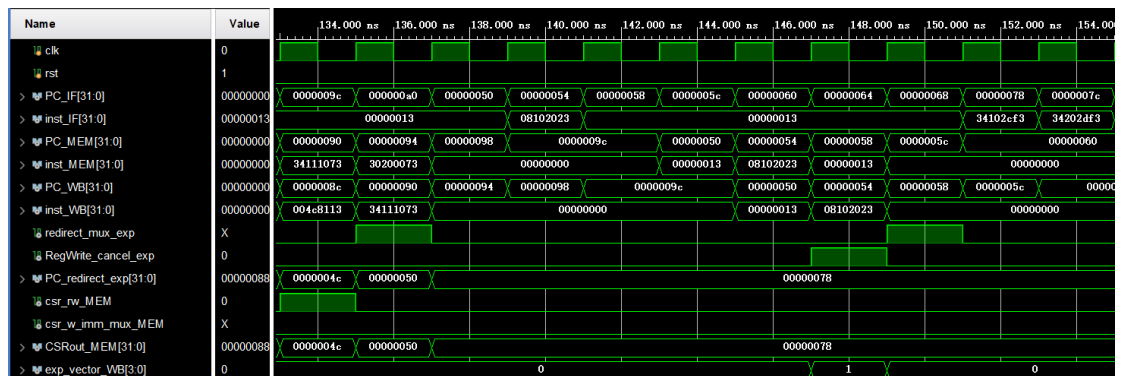 Name Value 134.000 ns 136.000 ns 138.000 ns 140.000 ns 142.000 ns 144.000 ns 146.000 ns 148.000 ns 150.000 ns 152.000 ns 154.00
clk 0
rst 1
PC_IF[31:0] 00000000 0000009c 000000a0 00000050 00000054 00000058 0000005c 00000060 00000064 00000068 00000078 0000007c
inst_IF[31:0] 00000013 00000013 08102023 00000013 34102cf3 34202df3
PC_MEM[31:0] 00000000 00000090 00000094 00000098 0000009c 00000050 00000054 00000058 0000005c 00000060
inst_MEM[31:0] 00000000 34111073 30200073 00000000 00000013 08102023 00000013 00000000
PC_WB[31:0] 00000000 0000008c 00000090 00000094 00000098 0000009c 00000050 00000054 00000058 0000005c 0000
inst_WB[31:0] 00000000 004c8113 34111073 00000000 00000013 08102023 00000000
redirect_mux_exp X
RegWrite_cancel_exp 0
PC_redirect_exp[31:0] 00000088 0000004c 00000050 00000078
csr_rw_MEM 0
csr_w_imm_mux_MEM X
CSRout_MEM[31:0] 00000088 0000004c 00000050 00000078
exp_vector_WB[3:0] 0 0 1 0